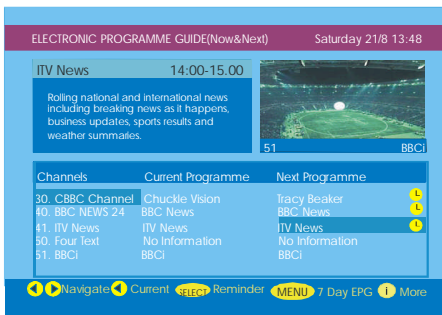 ELECTRONIC PROGRAMME GUIDE(Now&Next) Saturday 21/8 13:48
ITV News 14:00-15.00
Rolling national and international news
including breaking news as it happens,
business updates, sports results and
weather summaries.
51 BBCi
Channels Current Programme Next Programme
30. CBBC Channel Chuckle Vision Tracy Beaker
40. BBC NEWS 24 BBC News BBC News
41. ITV News ITV News ITV News
50. Four Text No Information No Information
51. BBCi BBCi BBCi
Navigate Current SELECT Reminder MENU 7 Day EPG i More